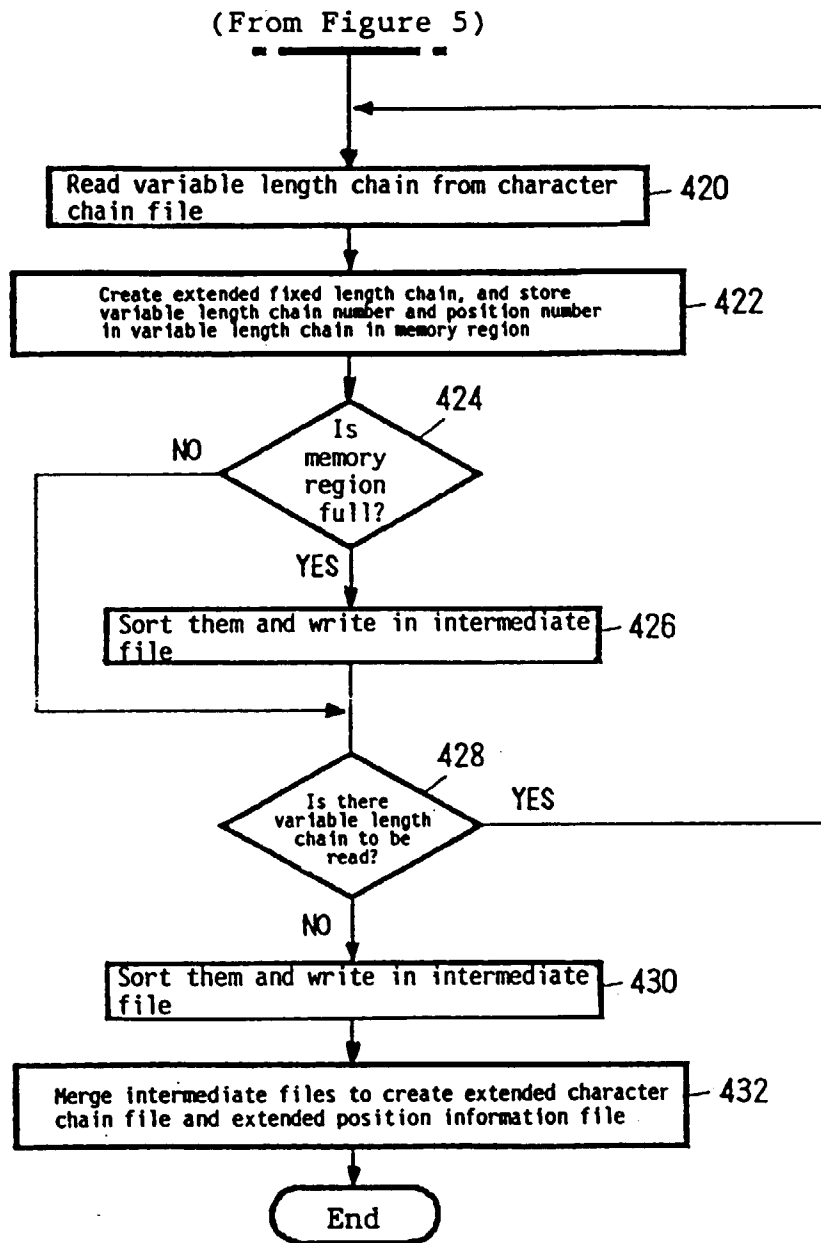 (From Figure 5)
Read variable length chain from character
chain file
420
Create extended fixed length chain, and store
variable length chain number and position number
in variable length chain in memory region
422
424
Is
memory
region
full?
NO
YES
Sort them and write in intermediate
file
426
428
Is there
variable length
chain to be
read?
YES
NO
Sort them and write in intermediate
file
430
Merge intermediate files to create extended character
chain file and extended position information file
432
End